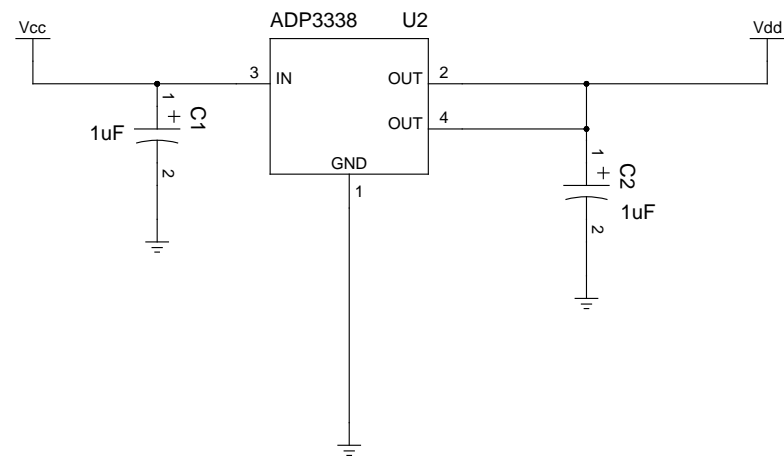 Vcc
ADP3338 U2
Vdd
3 IN
OUT 2
1 + C1
1uF
2
OUT 4
GND
1
1 + C2
1uF
2